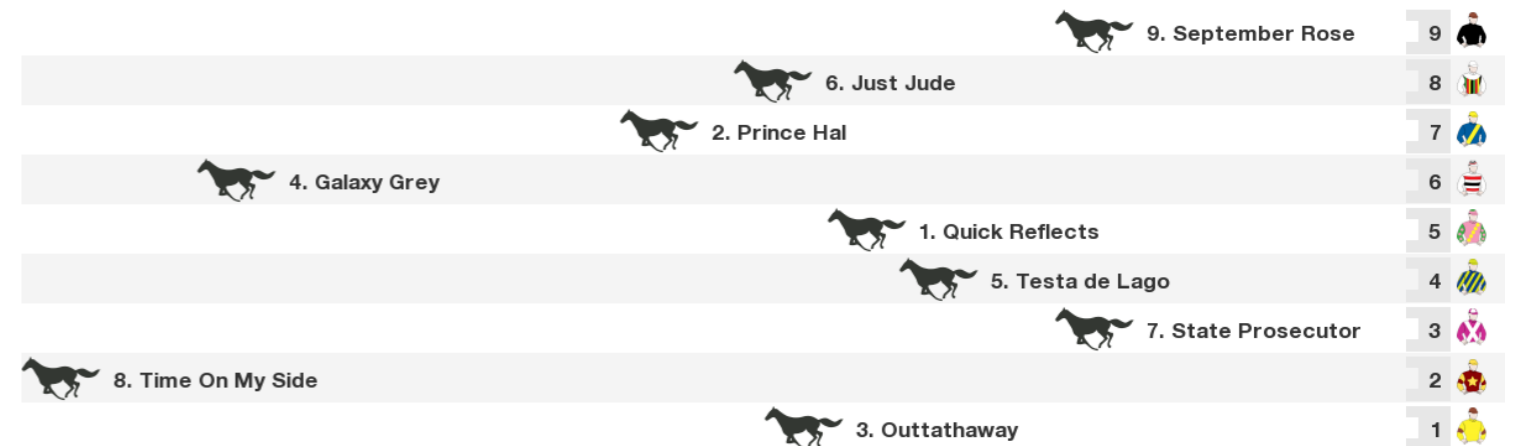 9. September Rose 9
6. Just Jude 8
2. Prince Hal 7
4. Galaxy Grey 6
1. Quick Reflects 5
5. Testa de Lago 4
7. State Prosecutor 3
8. Time On My Side 2
3. Outtathaway 1